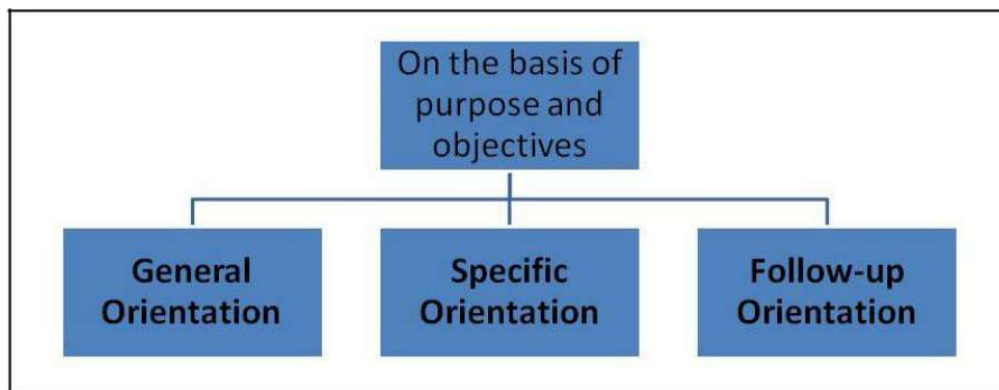 On the basis of
purpose and
objectives
General
Orientation
Specific
Orientation
Follow-up
Orientation